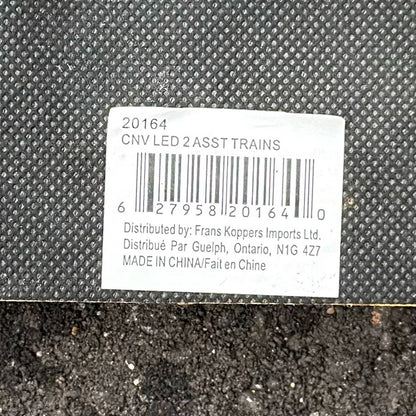 20164
CNV LED 2 ASST TRAINS
6 27958 20164 0
Distributed by: Frans Koppers Imports Ltd.
Distribué Par Guelph, Ontario, N1G 4Z7
MADE IN CHINA/Fait en Chine